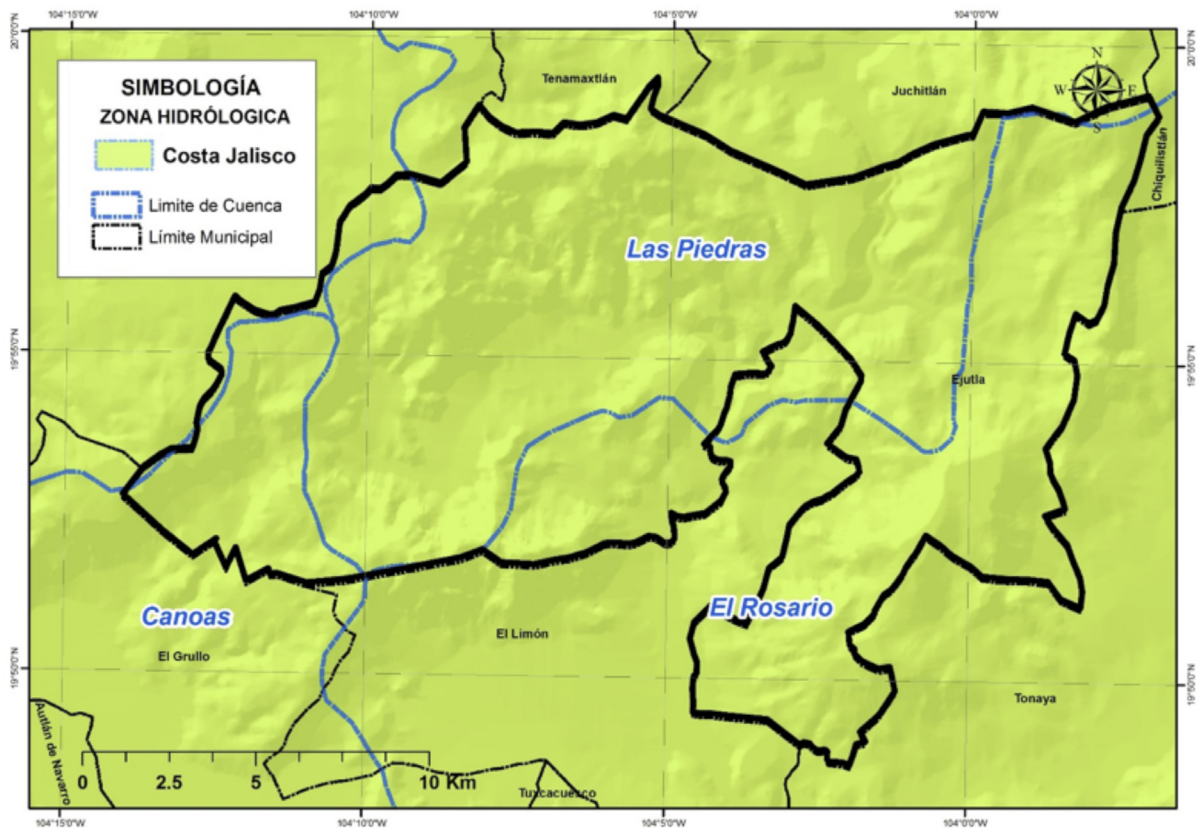 104°15'0"W
104°10'0"W
104°5'0"W
104°0'0"W
20°0'0"N
20°0'0"N
SIMBOLOGÍA
ZONA HIDRÓLOGICA
Costa Jalisco
Limite de Cuenca
Límite Municipal
Tenamaxtlán
Juchitlán
N
W
E
S
Chiquilistlán
Las Piedras
19°55'0"N
19°55'0"N
Ejutla
Canoas
El Rosario
El Limón
El Grullo
19°50'0"N
19°50'0"N
Tonaya
Autlán de Navarro
0
2.5
5
10 Km
Tuxcacuesco
104°15'0"W
104°10'0"W
104°5'0"W
104°0'0"W